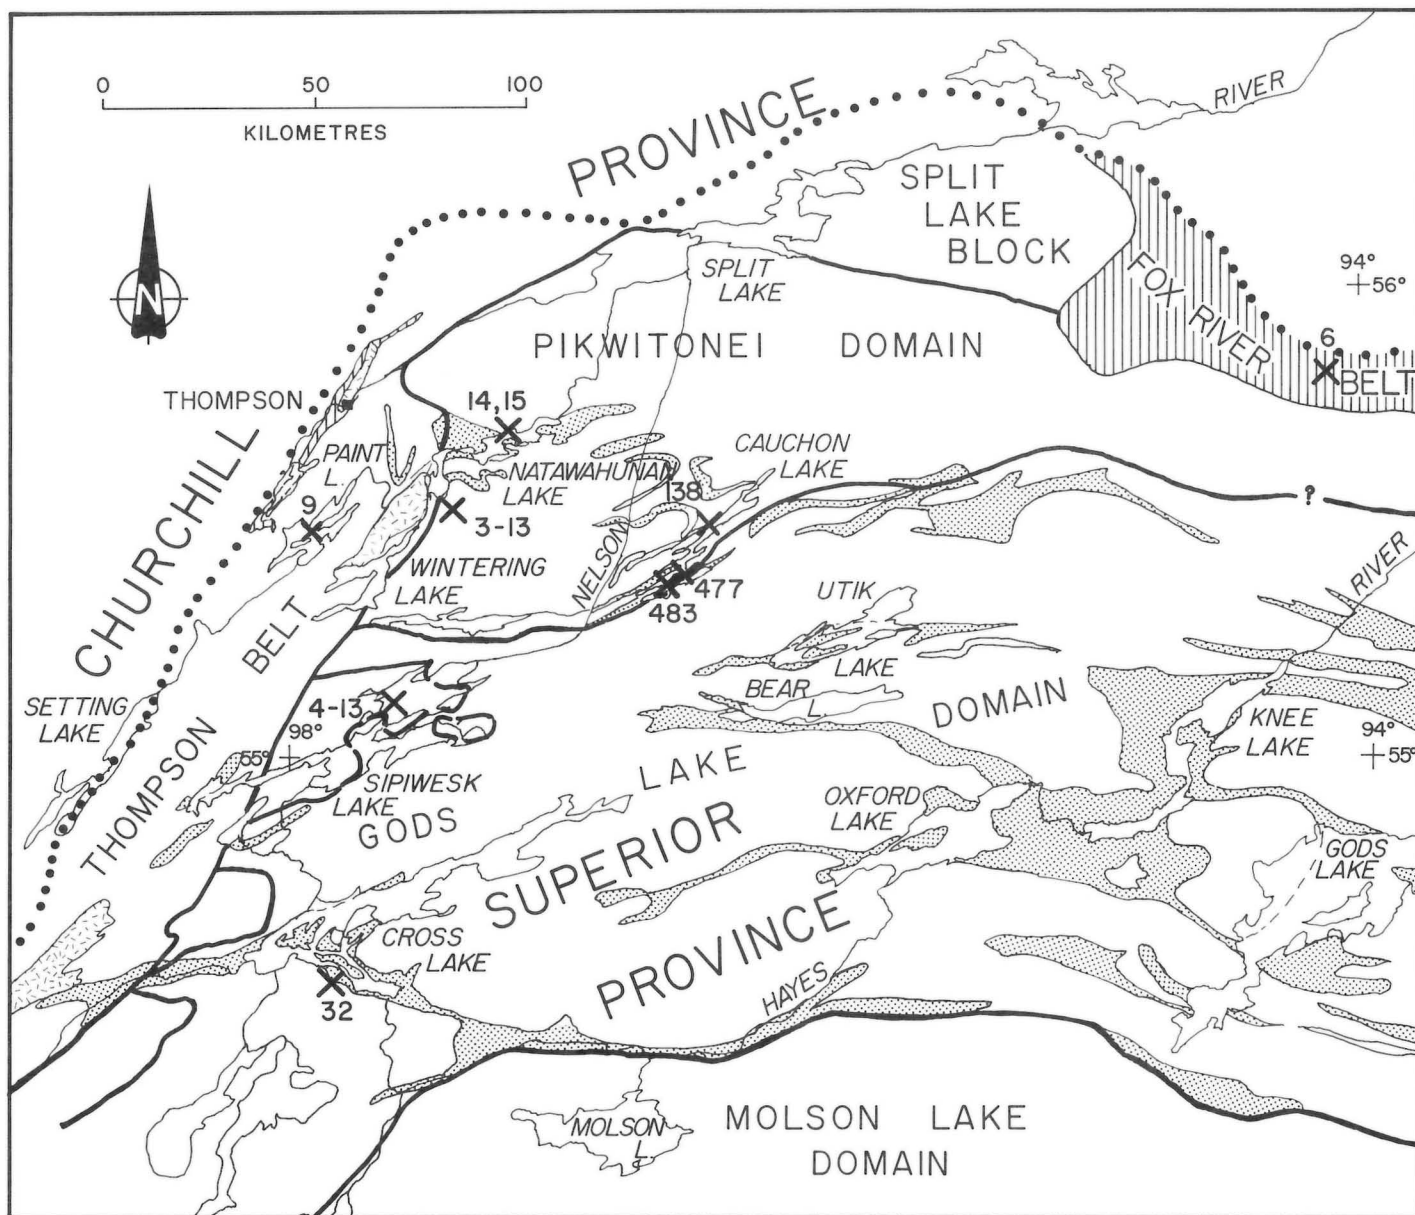 0 50 100
KILOMETRES
RIVER
PROVINCE
SPLIT
LAKE
BLOCK
N
SPLIT
LAKE
94°
56°
FOX RIVER
BELT
6
PIKWITONEI DOMAIN
THOMPSON
14,15
CHURCHILL
PAINT
L.
NATAWAHUNAN
LAKE
CAUCHON
LAKE
138
9
3-13
?
WINTERING
LAKE
NELSON
477
483
UTIK
LAKE
RIVER
THOMPSON BELT
SETTING
LAKE
4-13
BEAR
L.
DOMAIN
KNEE
LAKE
98°
55°
94°
55°
SIPIWESK
LAKE
GODS
LAKE
OXFORD
LAKE
SUPERIOR
PROVINCE
GODS
LAKE
CROSS
LAKE
32
HAYES
MOLSON
L.
MOLSON LAKE
DOMAIN